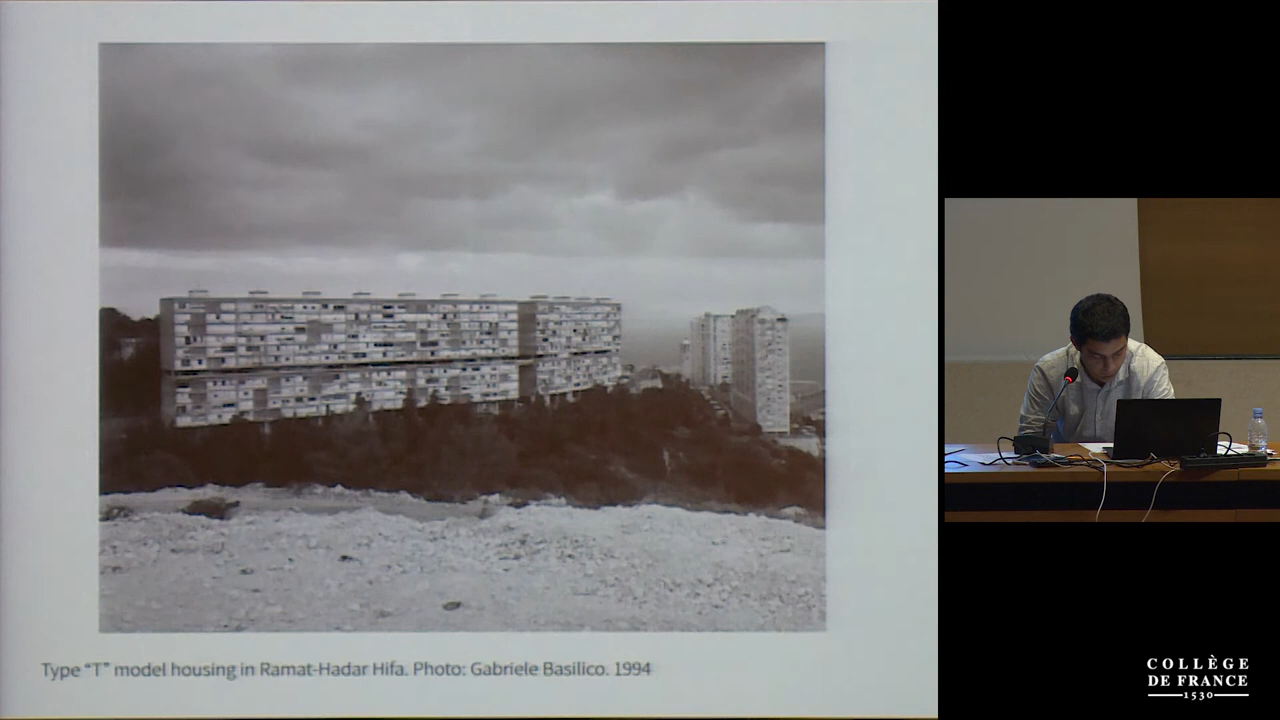 Type “T” model housing in Ramat-Hadar Hifa. Photo: Gabriele Basilico. 1994
COLLÈGE
DE FRANCE
1530